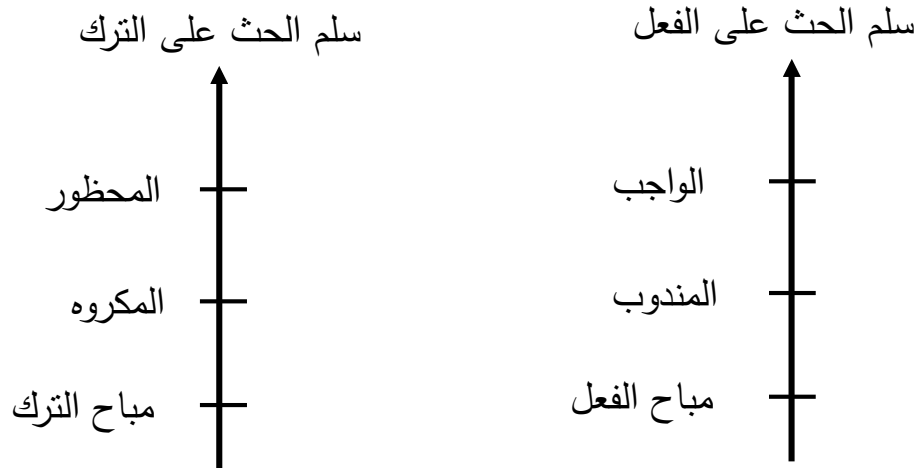 سلم الحث على الفعل
الواجب
المندوب
مباح الفعل
سلم الحث على الترك
المحظور
المكروه
مباح الترك